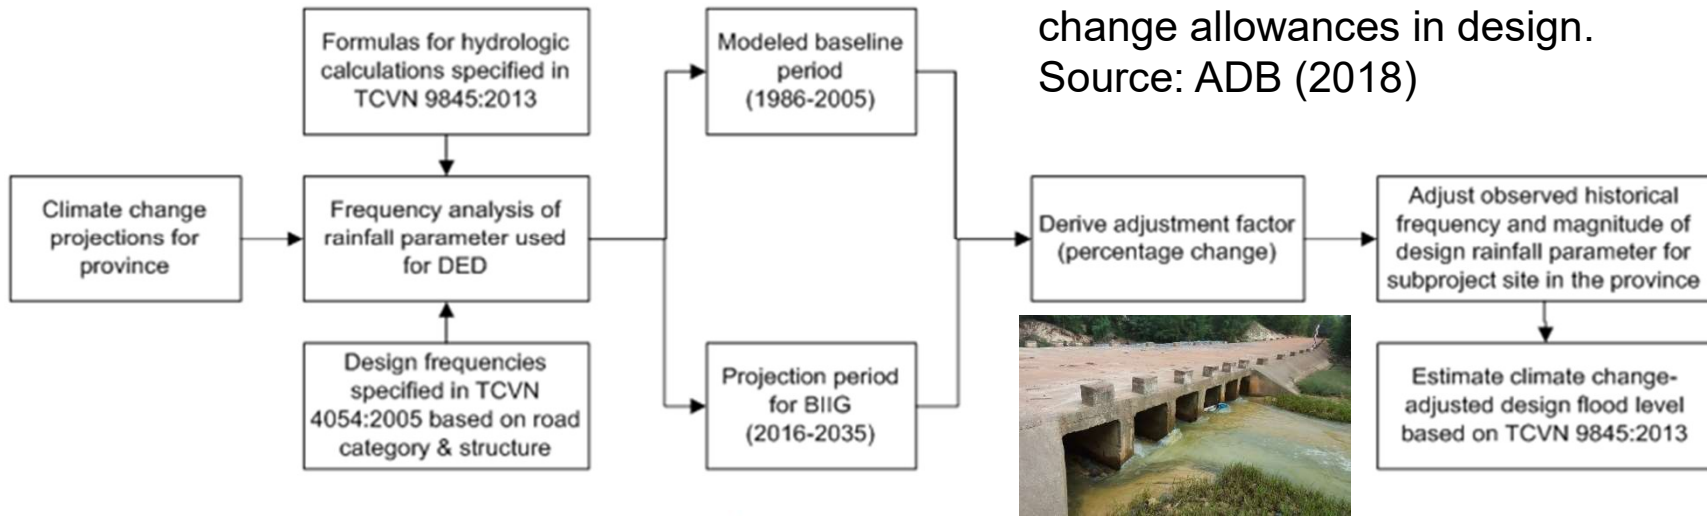 change allowances in design.
Source: ADB (2018)
Formulas for hydrologic
calculations specified in
TCVN 9845:2013
Modeled baseline
period
(1986-2005)
Climate change
projections for
province
Frequency analysis of
rainfall parameter used
for DED
Derive adjustment factor
(percentage change)
Adjust observed historical
frequency and magnitude of
design rainfall parameter for
subproject site in the province
Design frequencies
specified in TCVN
4054:2005 based on road
category & structure
Projection period
for BIIG
(2016-2035)
Estimate climate change-
adjusted design flood level
based on TCVN 9845:2013